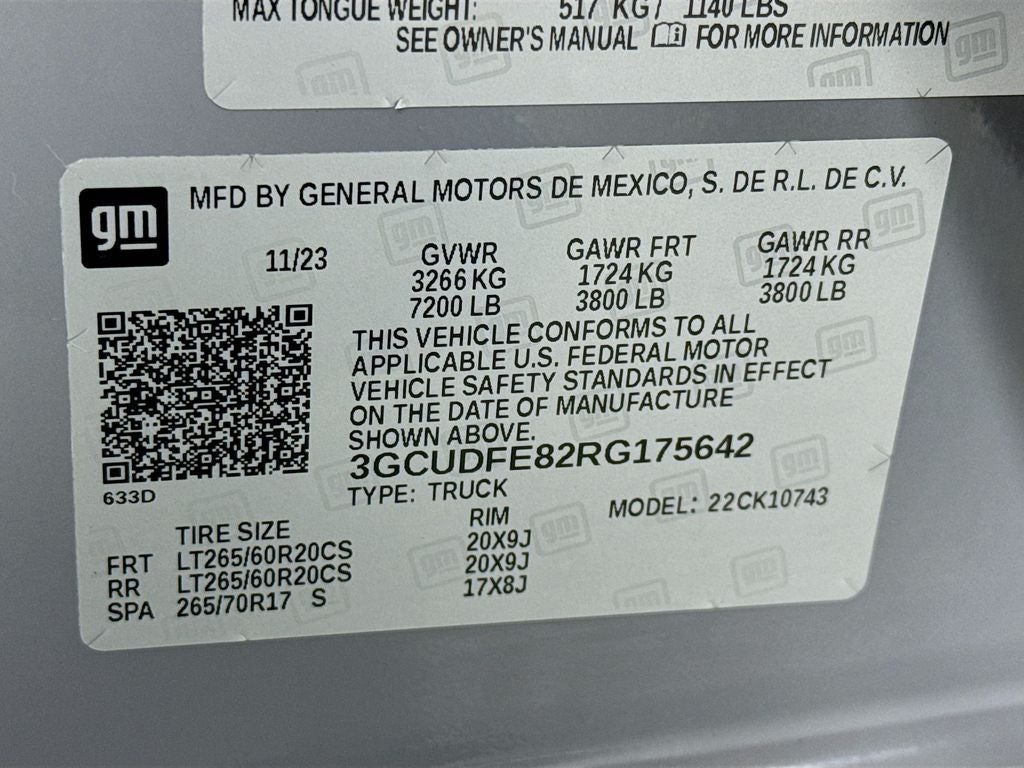 MAX TONGUE WEIGHT: 517 KG / 1140 LBS
SEE OWNER'S MANUAL FOR MORE INFORMATION
gm MFD BY GENERAL MOTORS DE MEXICO, S. DE R.L. DE C.V.
11/23 GVWR GAWR FRT GAWR RR
3266 KG 1724 KG 1724 KG
7200 LB 3800 LB 3800 LB
THIS VEHICLE CONFORMS TO ALL
APPLICABLE U.S. FEDERAL MOTOR
VEHICLE SAFETY STANDARDS IN EFFECT
ON THE DATE OF MANUFACTURE
SHOWN ABOVE.
3GCUDFE82RG175642
633D TYPE: TRUCK MODEL: 22CK10743
TIRE SIZE RIM
FRT LT265/60R20CS 20X9J
RR LT265/60R20CS 20X9J
SPA 265/70R17 S 17X8J